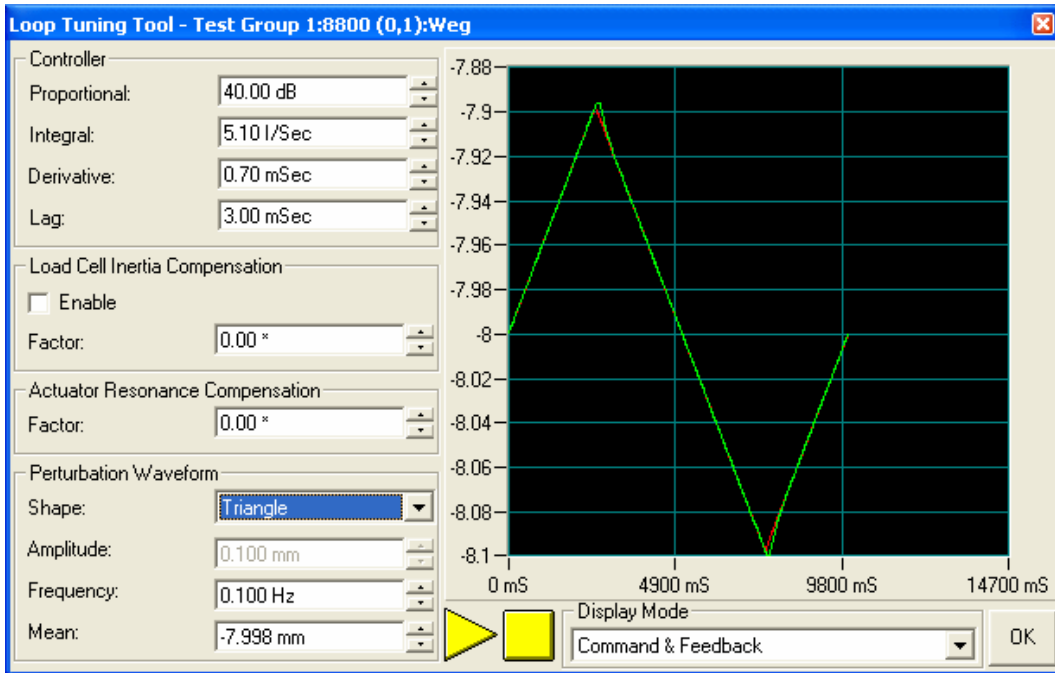 Loop Tuning Tool - Test Group 1:8800 (0,1):Weg
Controller
Proportional: 40.00 dB
Integral: 5.10 I/Sec
Derivative: 0.70 mSec
Lag: 3.00 mSec
Load Cell Inertia Compensation
Enable
Factor: 0.00 *
Actuator Resonance Compensation
Factor: 0.00 *
Perturbation Waveform
Shape: Triangle
Amplitude: 0.100 mm
Frequency: 0.100 Hz
Mean: -7.998 mm
-7.88
-7.9
-7.92
-7.94
-7.96
-7.98
-8
-8.02
-8.04
-8.06
-8.08
-8.1
0 mS 4900 mS 9800 mS 14700 mS
Display Mode
Command & Feedback
OK